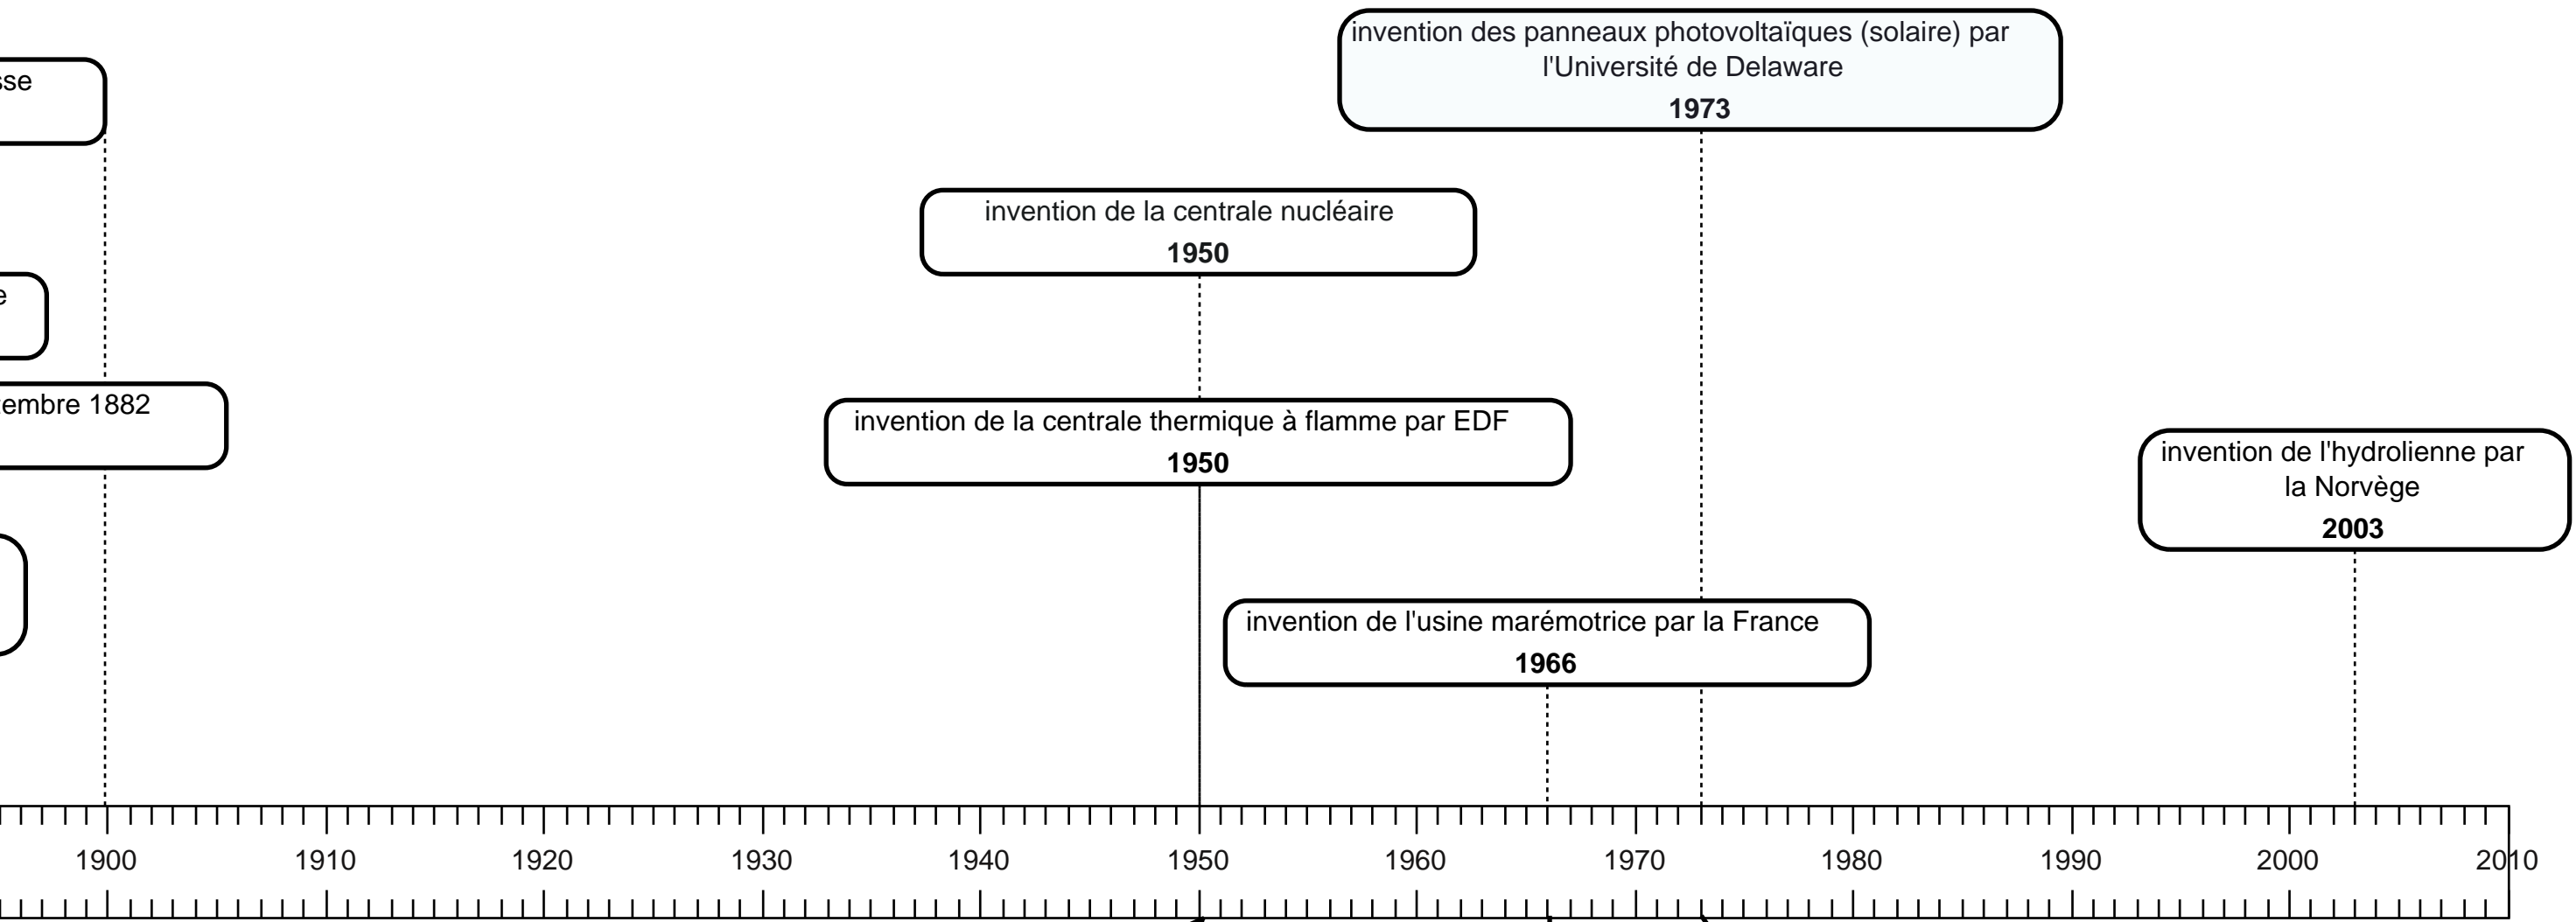 invention des panneaux photovoltaïques (solaire) par
l'Université de Delaware
1973
invention de la centrale nucléaire
1950
invention de la centrale thermique à flamme par EDF
1950
embre 1882
invention de l'hydrolienne par
la Norvège
2003
invention de l'usine marémotrice par la France
1966
1900 1910 1920 1930 1940 1950 1960 1970 1980 1990 2000 2010